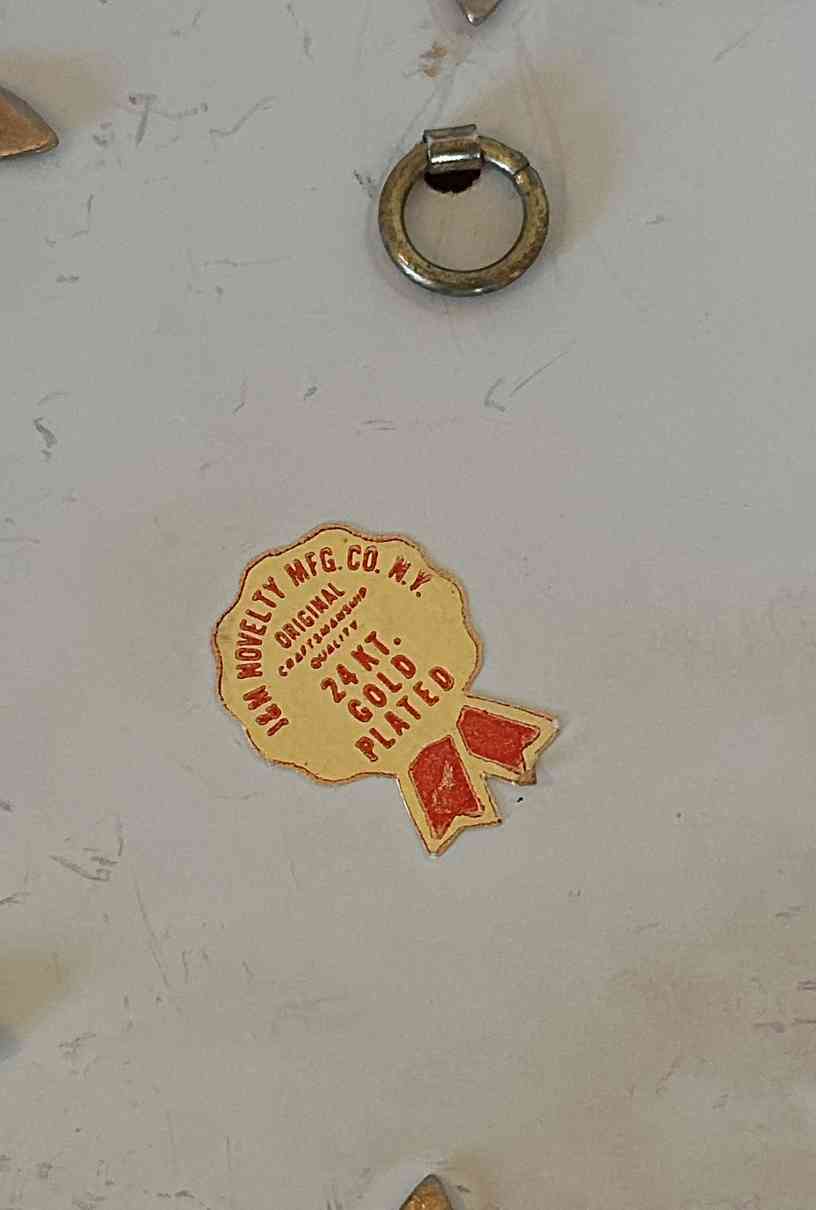 NOVELTY MFG. CO. N.Y.
ORIGINAL
CRAFTSMANSHIP
QUALITY
24 KT.
GOLD
PLATED